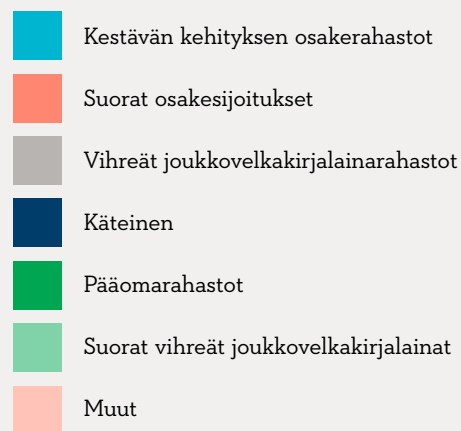 Kestävän kehityksen osakerahastot
Suorat osakesijoitukset
Vihreät joukkovelkakirjalainarahastot
Käteinen
Pääomarahastot
Suorat vihreät joukkovelkakirjalainat
Muut